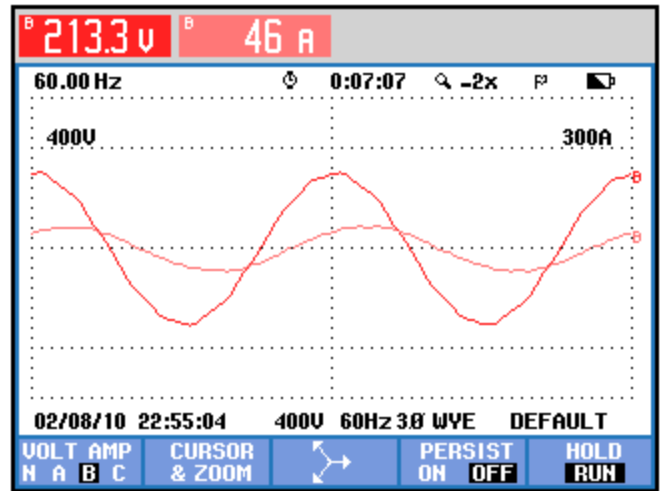 B 213.3 V B 46 A
60.00 Hz 0:07:07 -2x
400V 300A
B
B
02/08/10 22:55:04 400V 60Hz 3Ø WYE DEFAULT
VOLT AMP CURSOR PERSIST HOLD
N A B C & ZOOM ON OFF RUN